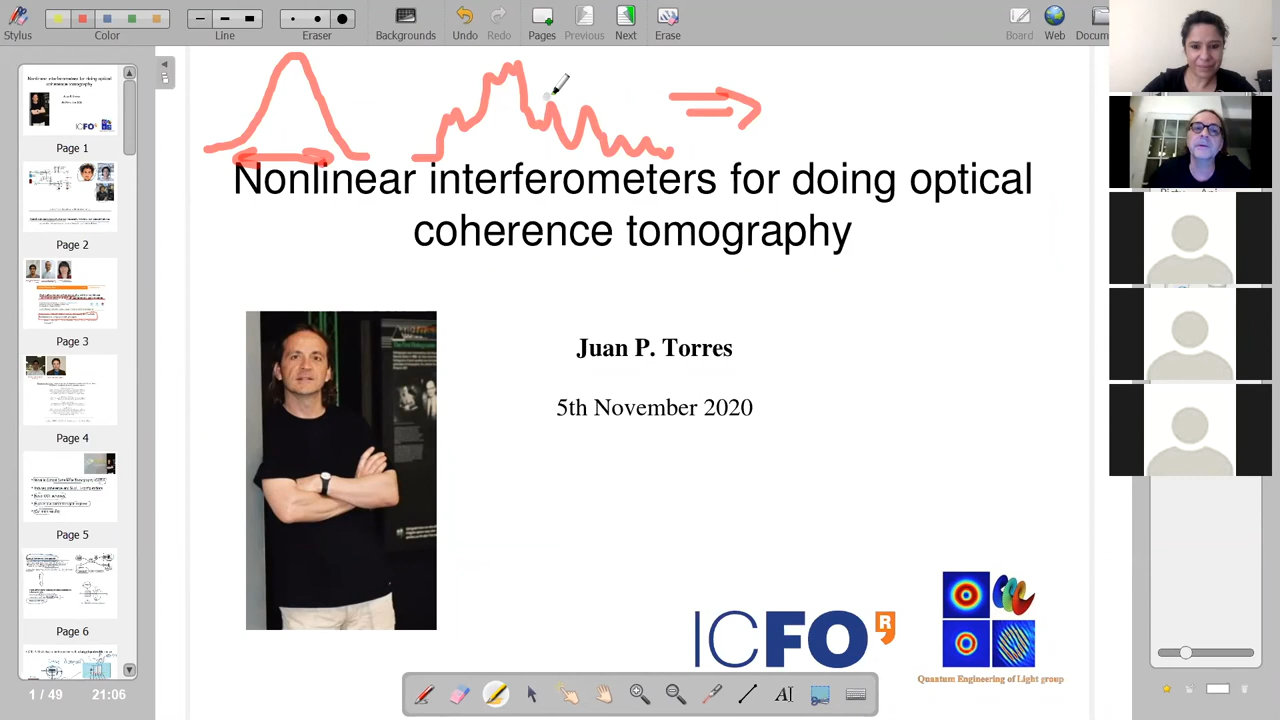 Stylus
Color
Line
Eraser
Backgrounds
Undo
Redo
Pages
Previous
Next
Erase
Board
Web
Docum
Nonlinear interferometers for doing optical
coherence tomography
Juan P. Torres
5th November 2020
ICFO
R
Quantum Engineering of Light group
Page 1
Page 2
Page 3
Page 4
Page 5
Page 6
1 / 49
21:06
AI